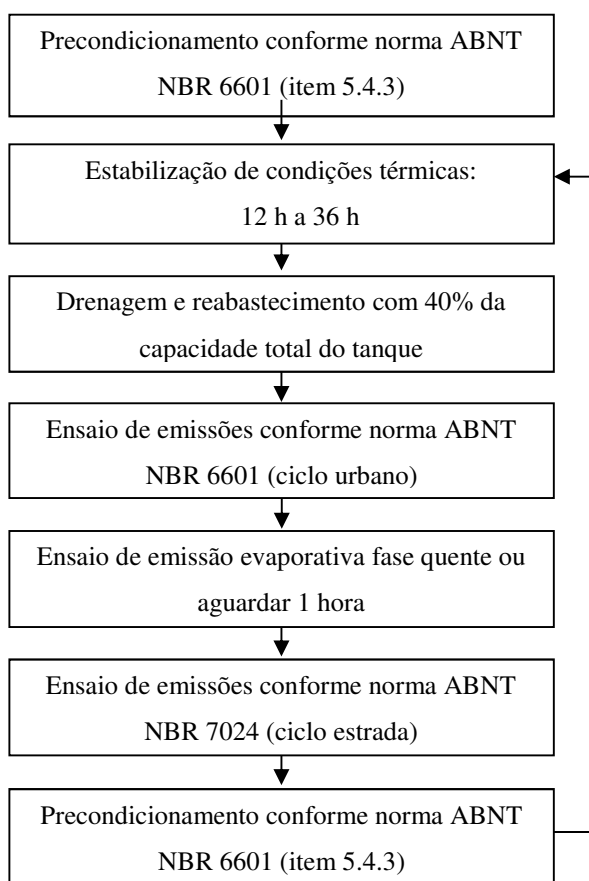 Precondicionamento conforme norma ABNT
NBR 6601 (item 5.4.3)
Estabilização de condições térmicas:
12 h a 36 h
Drenagem e reabastecimento com 40% da
capacidade total do tanque
Ensaio de emissões conforme norma ABNT
NBR 6601 (ciclo urbano)
Ensaio de emissão evaporativa fase quente ou
aguardar 1 hora
Ensaio de emissões conforme norma ABNT
NBR 7024 (ciclo estrada)
Precondicionamento conforme norma ABNT
NBR 6601 (item 5.4.3)